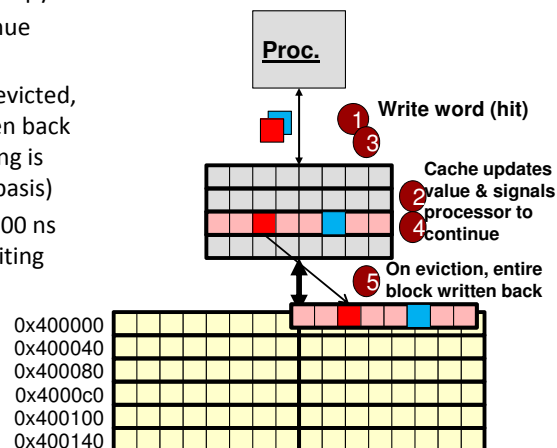 nue
evicted,
en back
ng is
basis)
00 ns
iting
Proc.
1
Write word (hit)
3
Cache updates
2
value & signals
processor to
4
continue
5
On eviction, entire
block written back
0x400000
0x400040
0x400080
0x4000c0
0x400100
0x400140